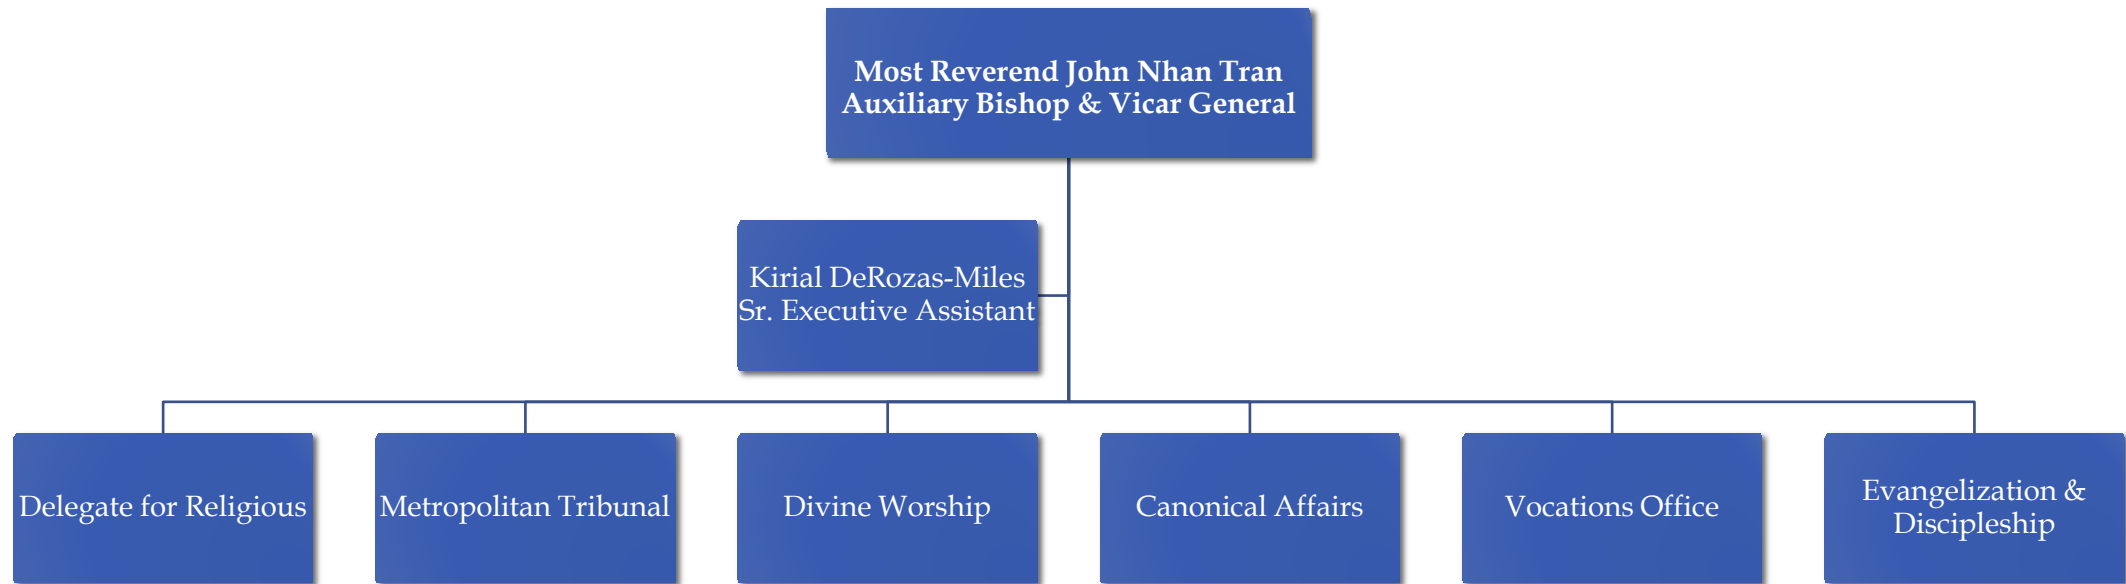 Most Reverend John Nhan Tran
Auxiliary Bishop & Vicar General
Kirial DeRozas-Miles
Sr. Executive Assistant
Delegate for Religious
Metropolitan Tribunal
Divine Worship
Canonical Affairs
Vocations Office
Evangelization &
Discipleship